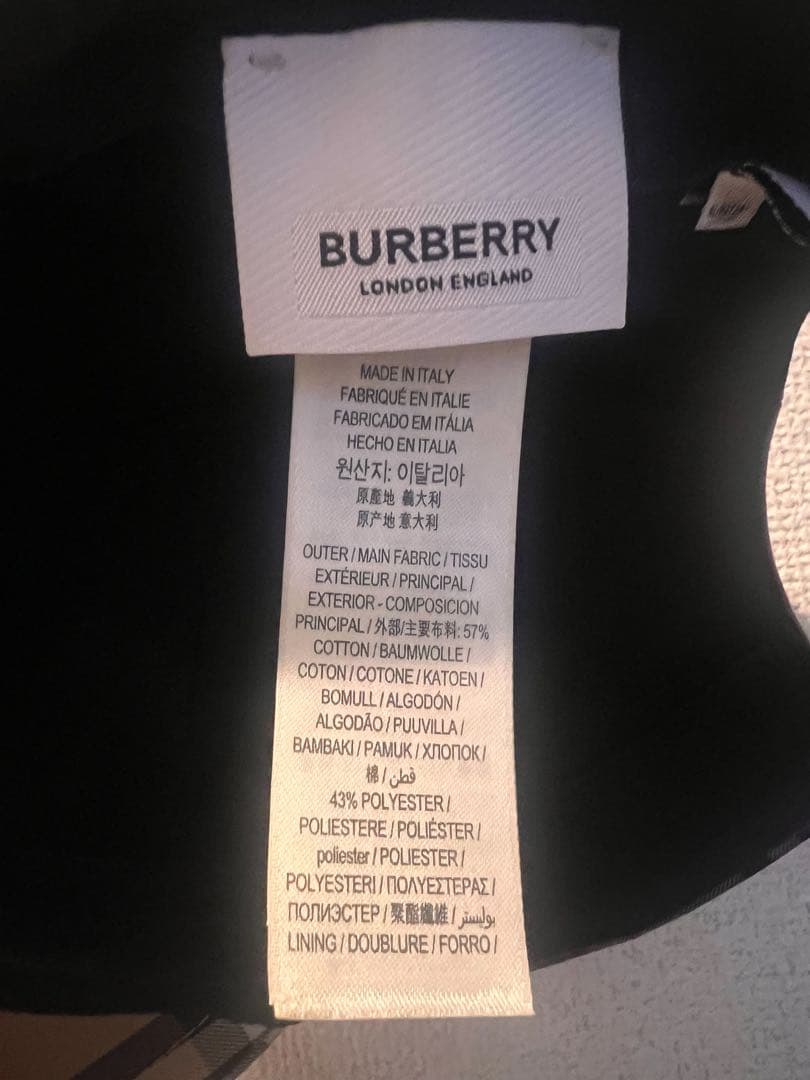 BURBERRY
LONDON ENGLAND
MADE IN ITALY
FABRIQUÉ EN ITALIE
FABRICADO EM ITÁLIA
HECHO EN ITALIA
원산지: 이탈리아
原產地 義大利
原产地 意大利
OUTER / MAIN FABRIC / TISSU
EXTÉRIEUR / PRINCIPAL /
EXTERIOR - COMPOSICION
PRINCIPAL / 外部/主要布料: 57%
COTTON / BAUMWOLLE /
COTON / COTONE / KATOEN /
BOMULL / ALGODÓN /
ALGODÃO / PUUVILLA /
BAMBAKI / PAMUK / ХЛОПОК /
棉 / قطن
43% POLYESTER /
POLIESTERE / POLIÉSTER /
poliester / POLIESTER /
POLYESTERI / ΠΟΛΥΕΣΤΕΡΑΣ /
ПОЛИЭСТЕР / 聚酯纖維 / بوليستر
LINING / DOUBLURE / FORRO /